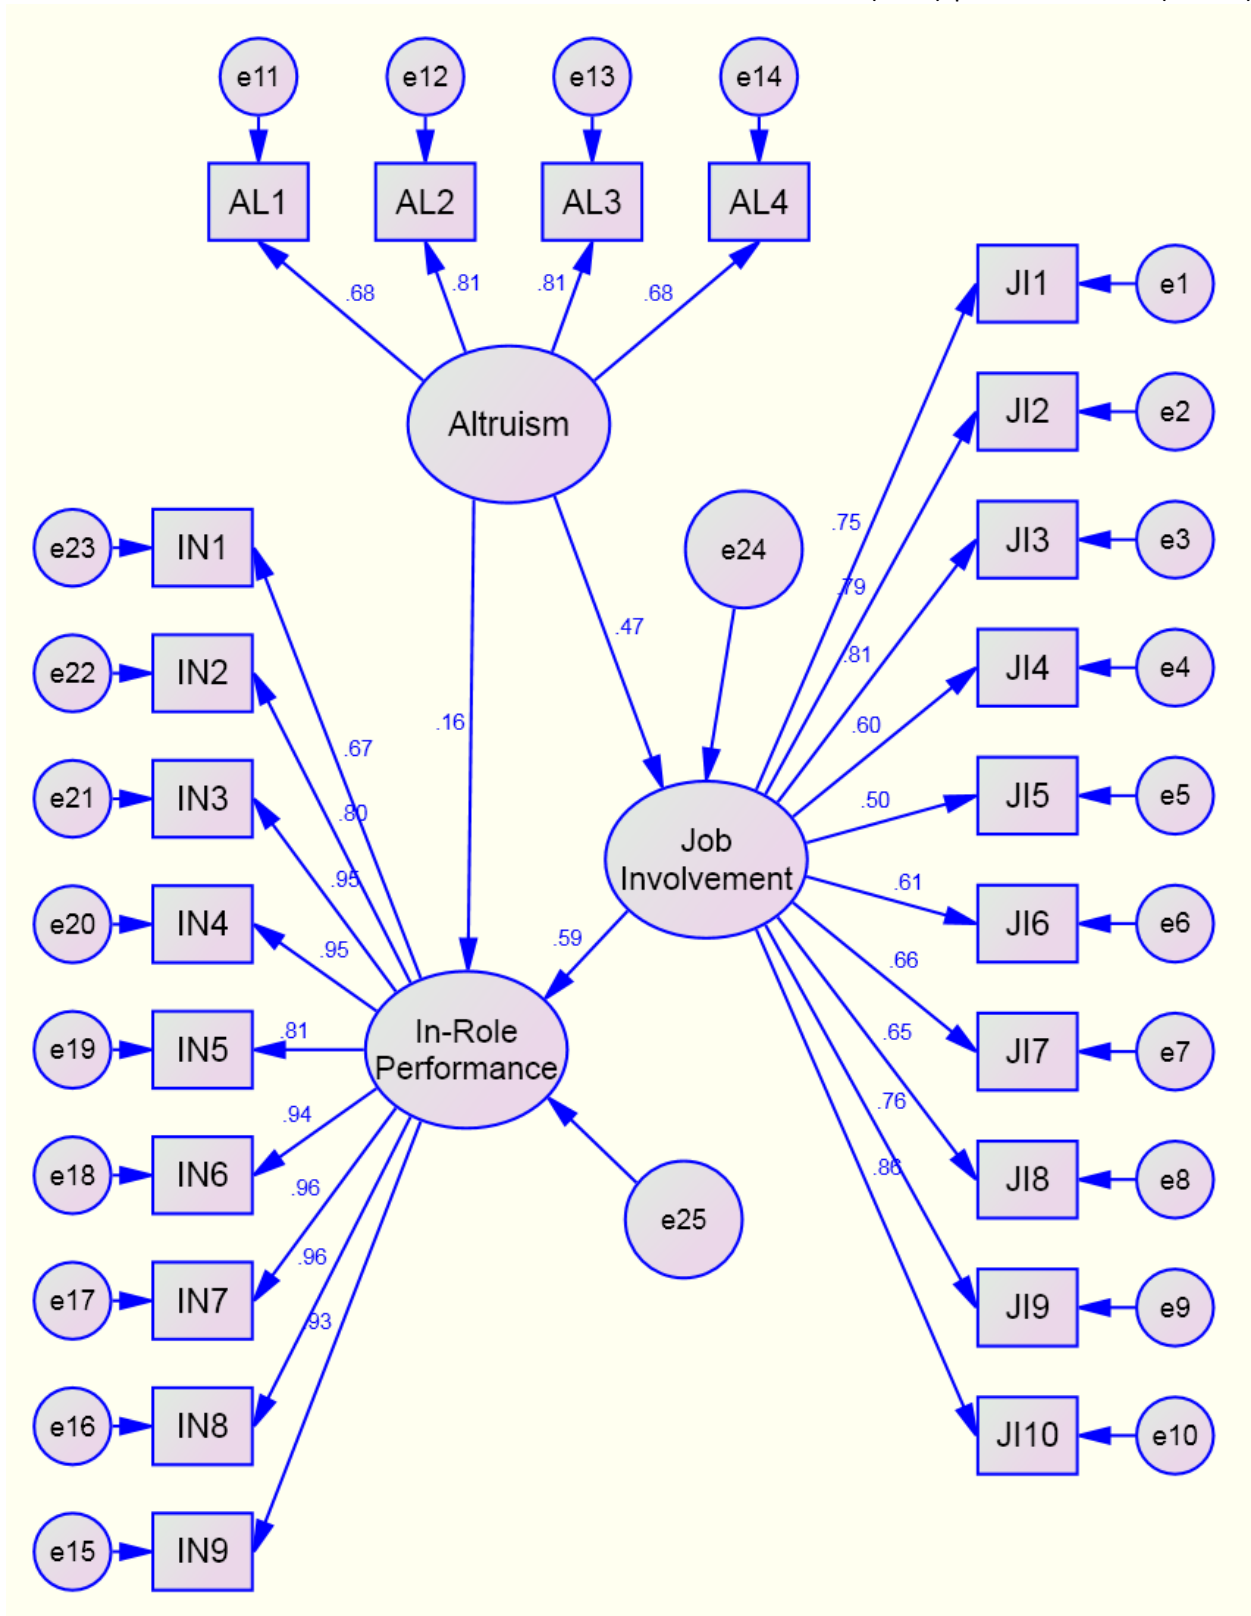 e11 e12 e13 e14
AL1 AL2 AL3 AL4
.68 .81 .81 .68
Altruism
JI1 e1
JI2 e2
JI3 e3
JI4 e4
JI5 e5
JI6 e6
JI7 e7
JI8 e8
JI9 e9
JI10 e10
.75
.79
.81
.60
.50
.61
.66
.65
.76
.86
e24
.47
.16
Job
Involvement
.59
e23 IN1
e22 IN2
e21 IN3
e20 IN4
e19 IN5
e18 IN6
e17 IN7
e16 IN8
e15 IN9
.67
.80
.95
.95
.81
.94
.96
.96
.93
In-Role
Performance
e25